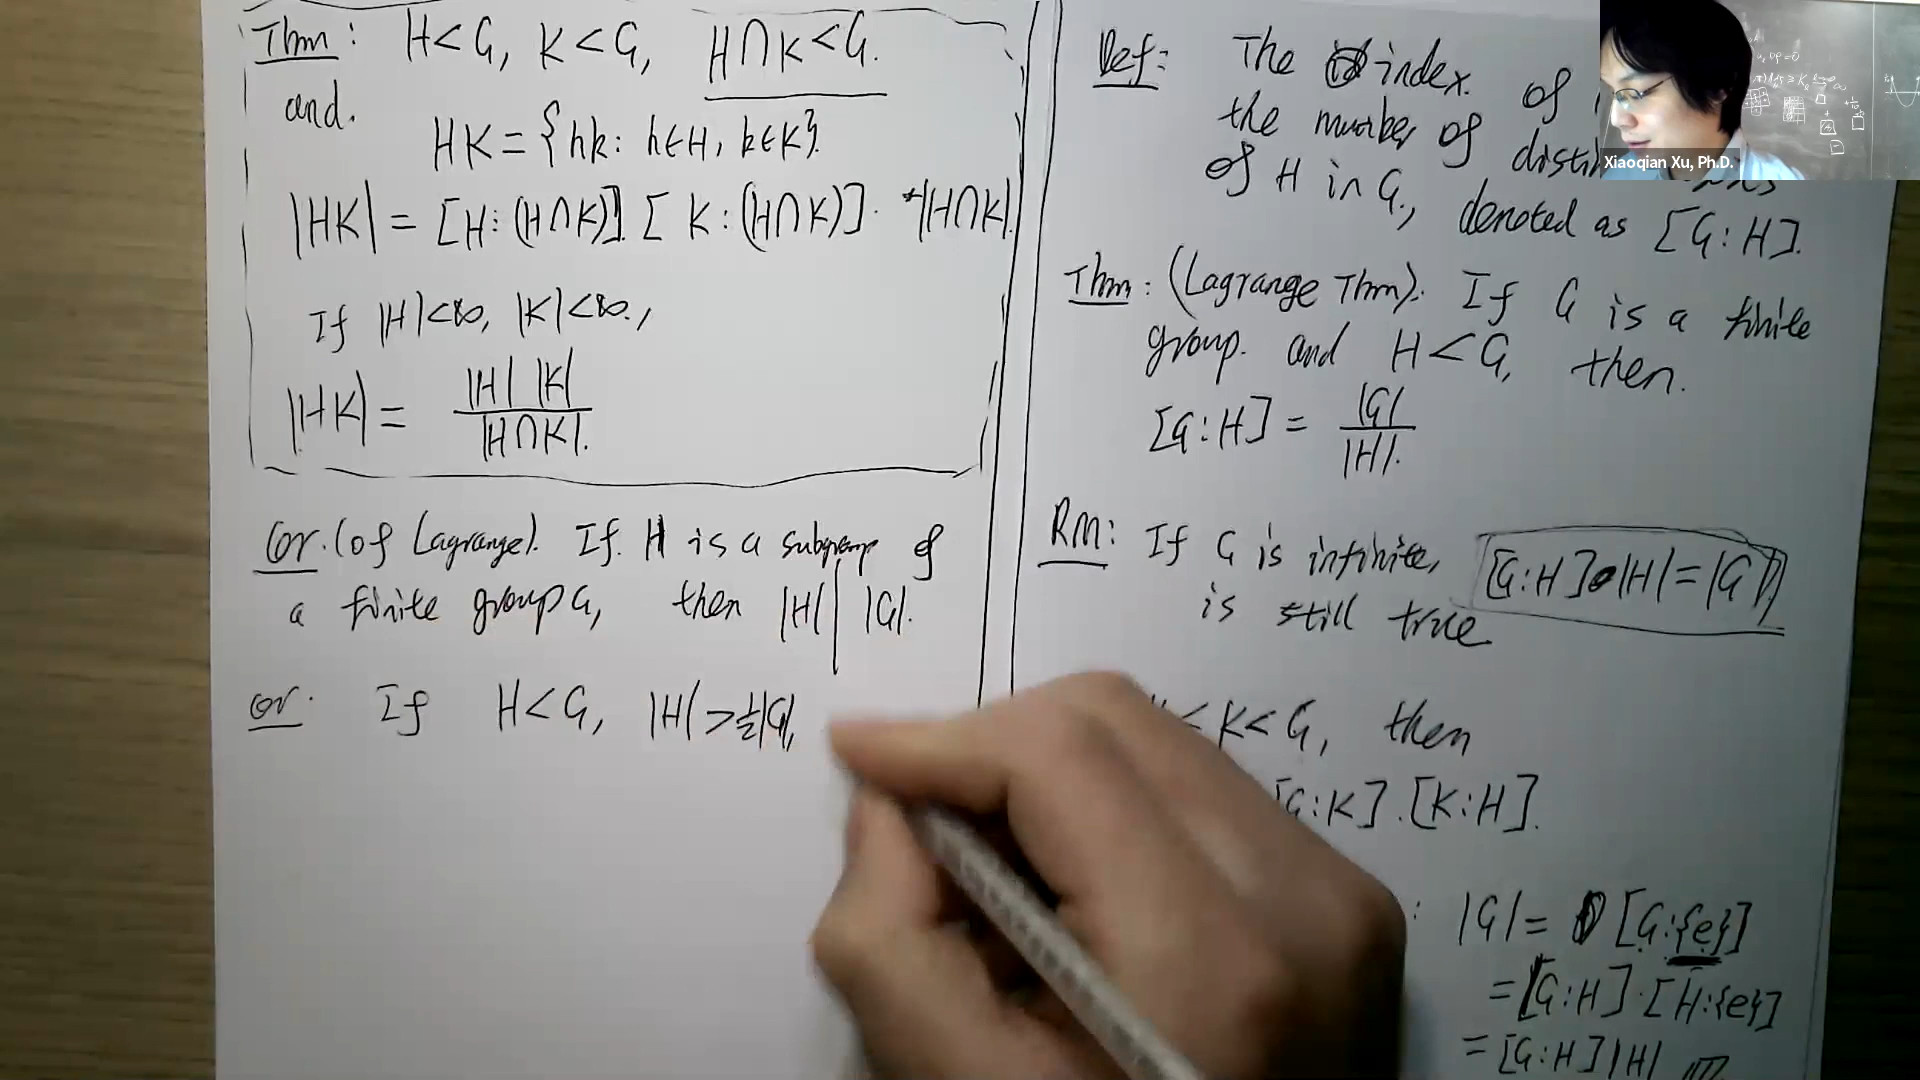 Thm: H<G, K<G, H∩K<G.
and.
HK = {hk: h∈H, k∈K}.
|HK| = [H:(H∩K)].[K:(H∩K)]. |H∩K|.
If |H|<∞, |K|<∞.,
|HK| = |H| |K| / |H∩K|.
Cor. (of Lagrange). If H is a subgroup of
a finite group G, then |H| | |G|.
Cor. If H<G, |H|>½|G|,
Def: The index. of
the number of
of H in G., denoted as [G:H].
Thm: (Lagrange Thm). If G is a finite
group. and H<G, then.
[G:H] = |G| / |H|.
RM: If G is infinite, [G:H]•|H|=|G|
is still true
K<G, then
[G:K].[K:H].
: |G| = [G:{e}]
= [G:H].[H:{e}]
= [G:H]|H|
Xiaoqian Xu, Ph.D.